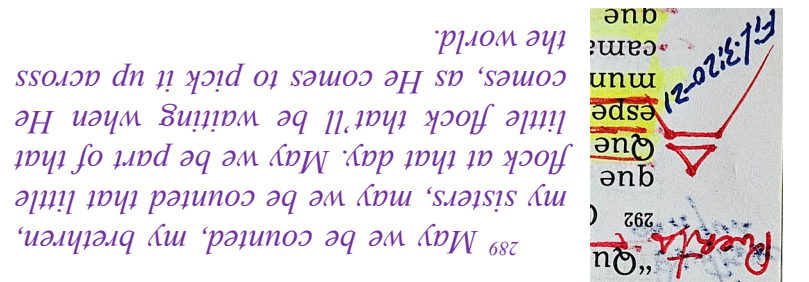 289 May we be counted, my brethren,
my sisters, may we be counted that little
flock at that day. May we be part of that
little flock that’ll be waiting when He
comes, as He comes to pick it up across
the world.
“Qu
Puerta
292
que
Que
espe
mun
cama
que
Fil. 3:20-21